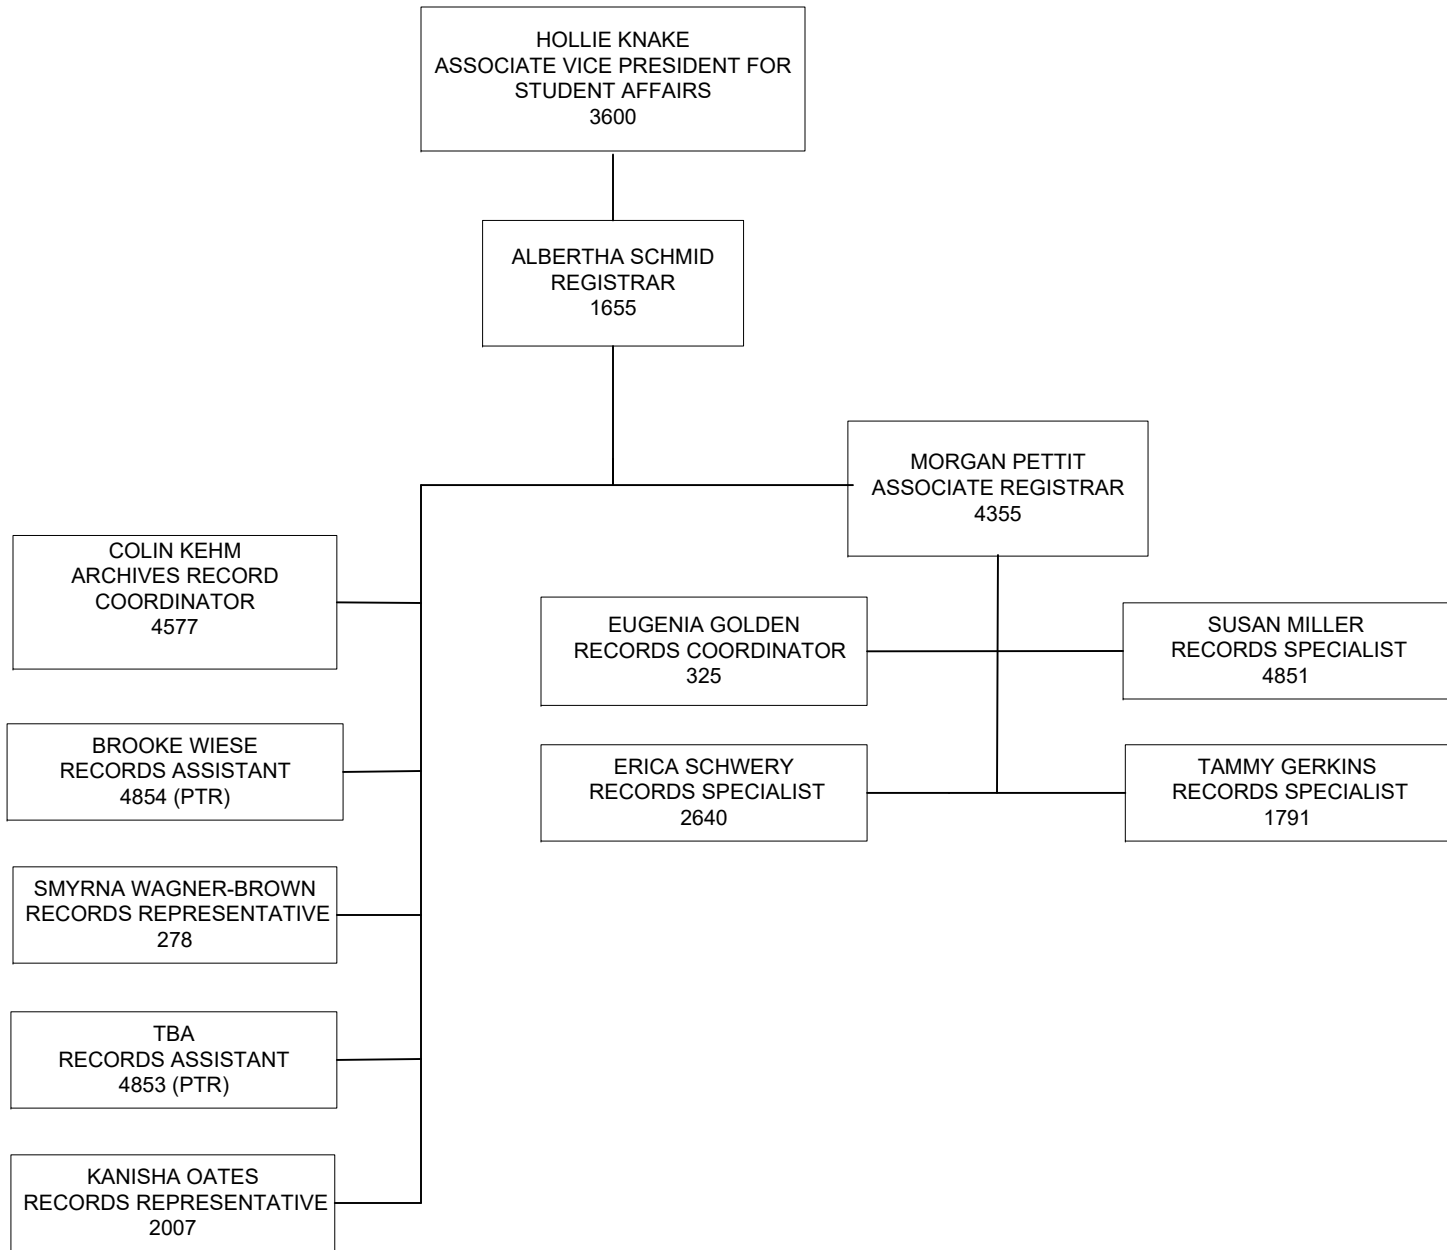 HOLLIE KNAKE
ASSOCIATE VICE PRESIDENT FOR
STUDENT AFFAIRS
3600
ALBERTHA SCHMID
REGISTRAR
1655
MORGAN PETTIT
ASSOCIATE REGISTRAR
4355
COLIN KEHM
ARCHIVES RECORD
COORDINATOR
4577
EUGENIA GOLDEN
RECORDS COORDINATOR
325
SUSAN MILLER
RECORDS SPECIALIST
4851
BROOKE WIESE
RECORDS ASSISTANT
4854 (PTR)
ERICA SCHWERY
RECORDS SPECIALIST
2640
TAMMY GERKINS
RECORDS SPECIALIST
1791
SMYRNA WAGNER-BROWN
RECORDS REPRESENTATIVE
278
TBA
RECORDS ASSISTANT
4853 (PTR)
KANISHA OATES
RECORDS REPRESENTATIVE
2007